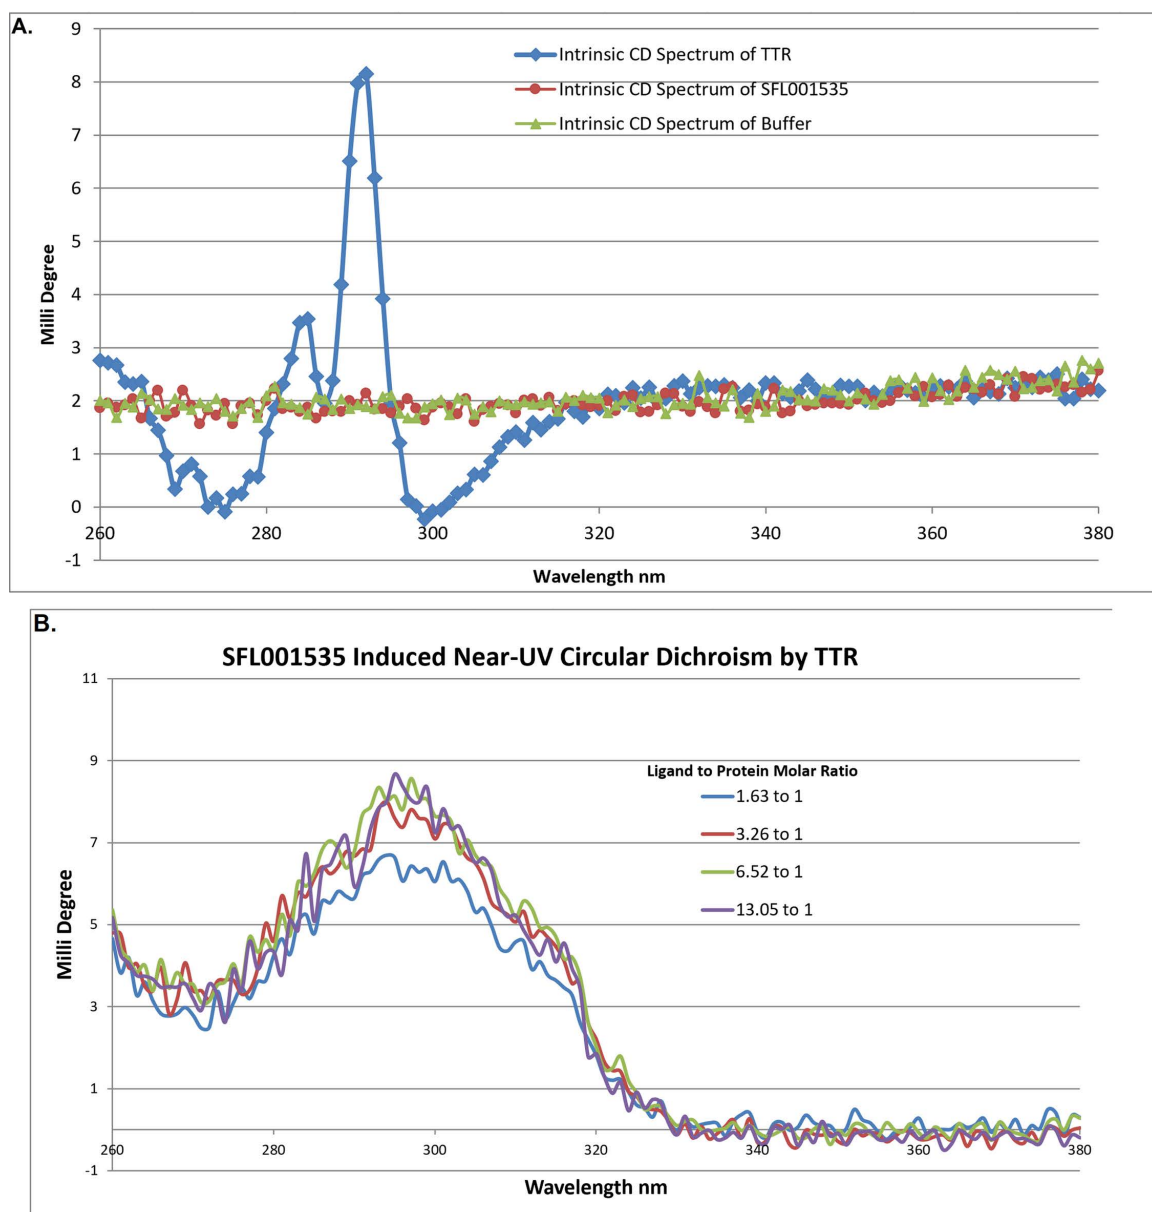 A.
9
Intrinsic CD Spectrum of TTR
8
Intrinsic CD Spectrum of SFL001535
Intrinsic CD Spectrum of Buffer
7
6
5
4
3
2
1
0
-1
Milli Degree
260 280 300 320 340 360 380
Wavelength nm
B.
SFL001535 Induced Near-UV Circular Dichroism by TTR
11
9
7
5
3
1
-1
Milli Degree
Ligand to Protein Molar Ratio
1.63 to 1
3.26 to 1
6.52 to 1
13.05 to 1
260 280 300 320 340 360 380
Wavelength nm